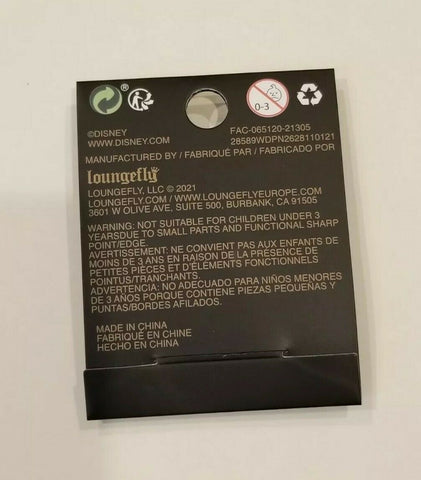 ®
0-3
©DISNEY
WWW.DISNEY.COM
FAC-065120-21305
28589WDPN2628110121
MANUFACTURED BY / FABRIQUÉ PAR / FABRICADO POR
loungefly
LOUNGEFLY, LLC © 2021
LOUNGEFLY.COM / WWW.LOUNGEFLYEUROPE.COM
3601 W OLIVE AVE, SUITE 500, BURBANK, CA 91505
WARNING: NOT SUITABLE FOR CHILDREN UNDER 3
YEARSDUE TO SMALL PARTS AND FUNCTIONAL SHARP
POINT/EDGE.
AVERTISSEMENT: NE CONVIENT PAS AUX ENFANTS DE
MOINS DE 3 ANS EN RAISON DE LA PRESENCE DE
PETITES PIÈCES ET D'ÉLÉMENTS FONCTIONNELS
POINTUS/TRANCHANTS.
ADVERTENCIA: NO ADECUADO PARA NIÑOS MENORES
DE 3 AÑOS PORQUE CONTIENE PIEZAS PEQUEÑAS Y
PUNTAS/BORDES AFILADOS.
MADE IN CHINA
FABRIQUÉ EN CHINE
HECHO EN CHINA